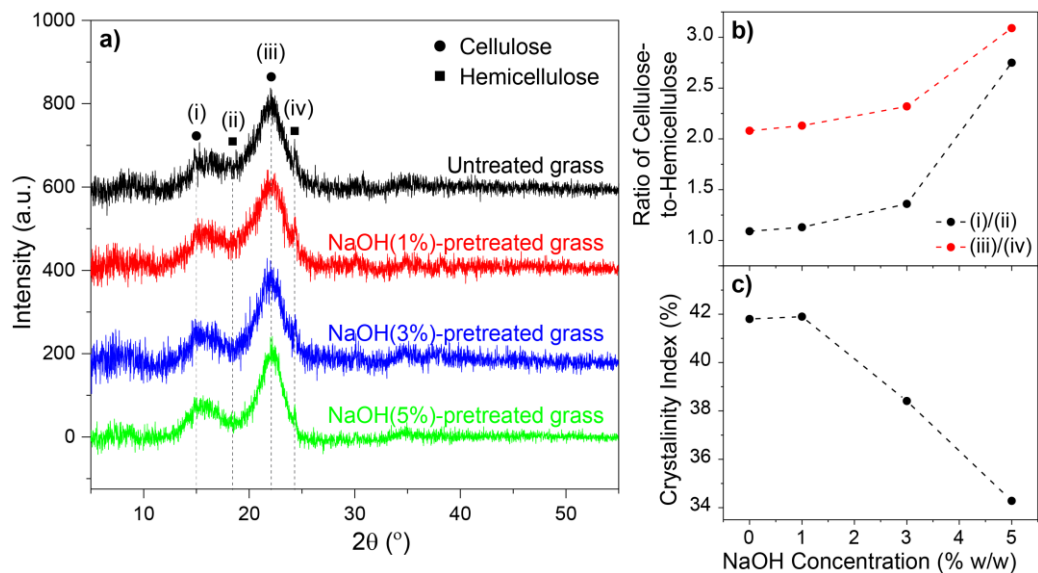 a)
Cellulose
Hemicellulose
(i)
(ii)
(iii)
(iv)
Untreated grass
NaOH(1%)-pretreated grass
NaOH(3%)-pretreated grass
NaOH(5%)-pretreated grass
1000
800
600
400
200
0
Intensity (a.u.)
10
20
30
40
50
2θ (º)
b)
3.0
2.5
2.0
1.5
1.0
Ratio of Cellulose-
to-Hemicellulose
(i)/(ii)
(iii)/(iv)
c)
42
40
38
36
34
Crystalinity Index (%)
0
1
2
3
4
5
NaOH Concentration (% w/w)